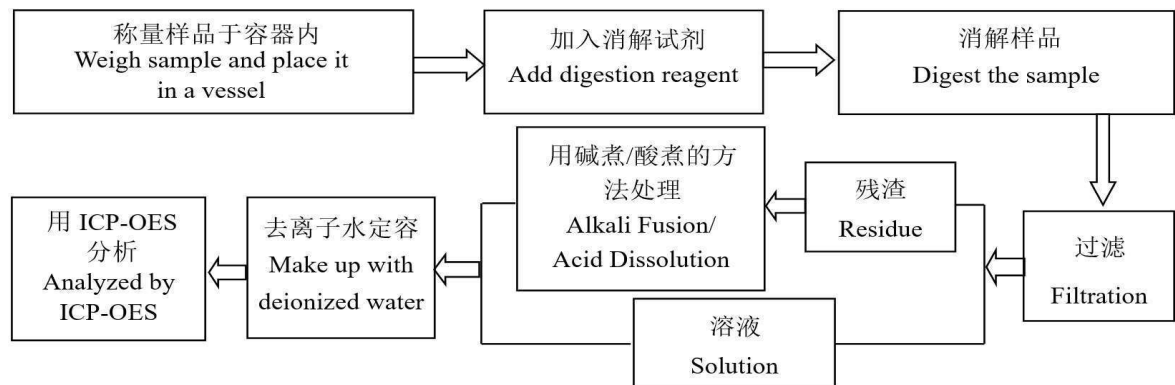 称量样品于容器内
Weigh sample and place it
in a vessel
加入消解试剂
Add digestion reagent
消解样品
Digest the sample
过滤
Filtration
残渣
Residue
用碱煮/酸煮的方
法处理
Alkali Fusion/
Acid Dissolution
溶液
Solution
去离子水定容
Make up with
deionized water
用 ICP-OES
分析
Analyzed by
ICP-OES